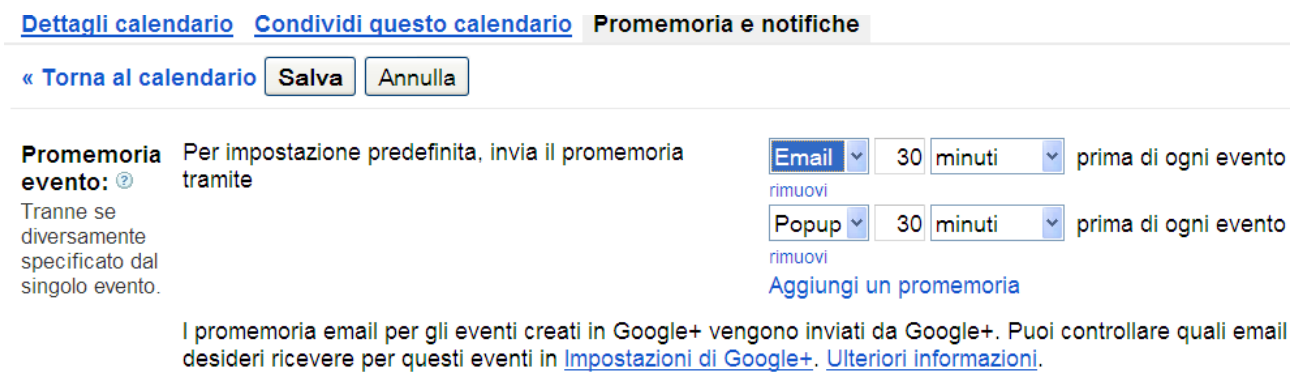 Dettagli calendario Condividi questo calendario Promemoria e notifiche
« Torna al calendario Salva Annulla
Promemoria evento: Per impostazione predefinita, invia il promemoria tramite
Tranne se
diversamente
specificato dal
singolo evento.
Email 30 minuti prima di ogni evento
rimuovi
Popup 30 minuti prima di ogni evento
rimuovi
Aggiungi un promemoria
I promemoria email per gli eventi creati in Google+ vengono inviati da Google+. Puoi controllare quali email
desideri ricevere per questi eventi in Impostazioni di Google+. Ulteriori informazioni.